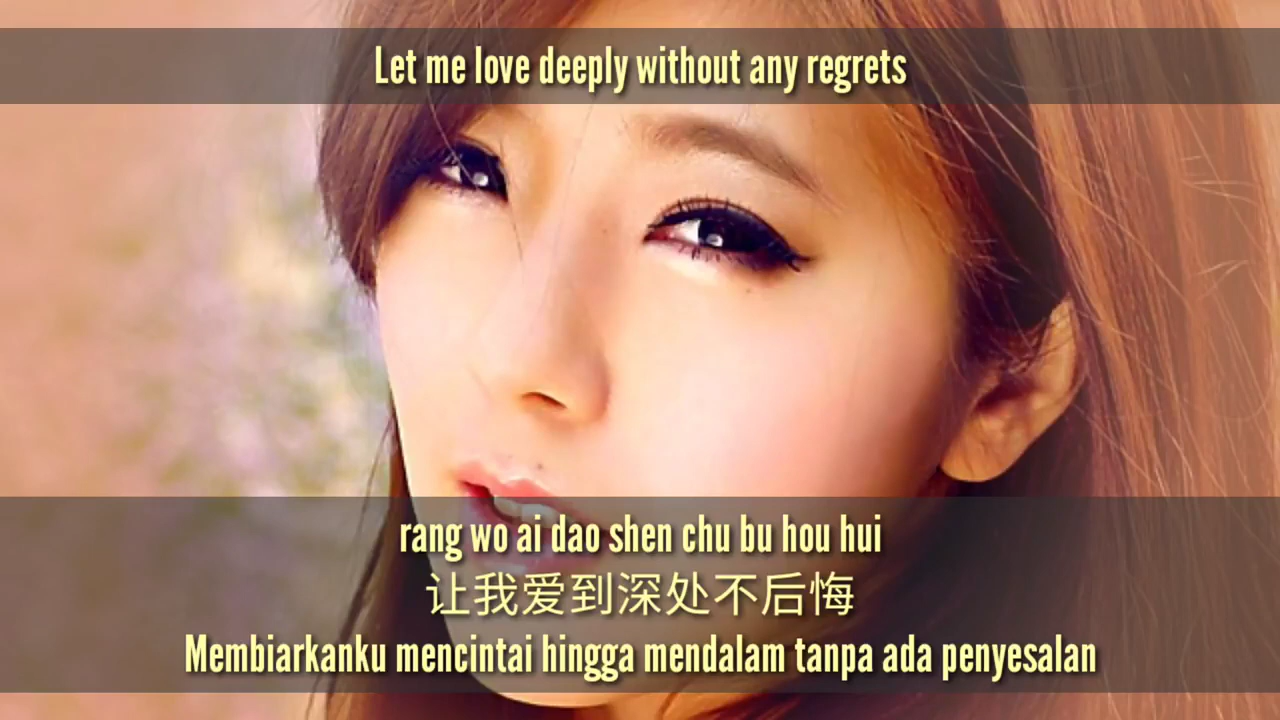 Let me love deeply without any regrets
rang wo ai dao shen chu bu hou hui
让我爱到深处不后悔
Membiarkanku mencintai hingga mendalam tanpa ada penyesalan